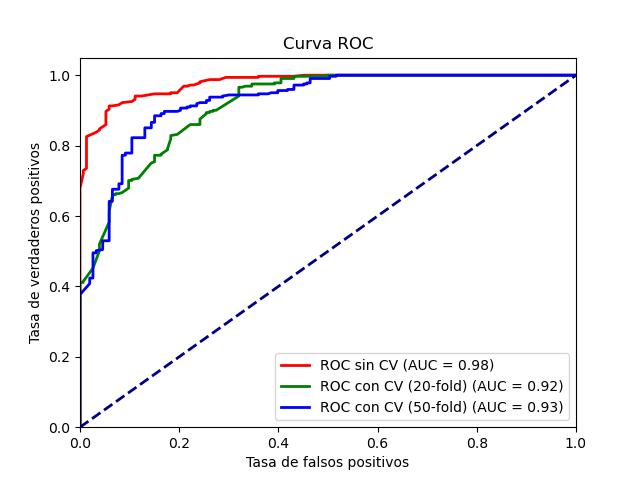 Curva ROC
1.0
0.8
0.6
0.4
0.2
0.0
Tasa de verdaderos positivos
ROC sin CV (AUC = 0.98)
ROC con CV (20-fold) (AUC = 0.92)
ROC con CV (50-fold) (AUC = 0.93)
0.0 0.2 0.4 0.6 0.8 1.0
Tasa de falsos positivos